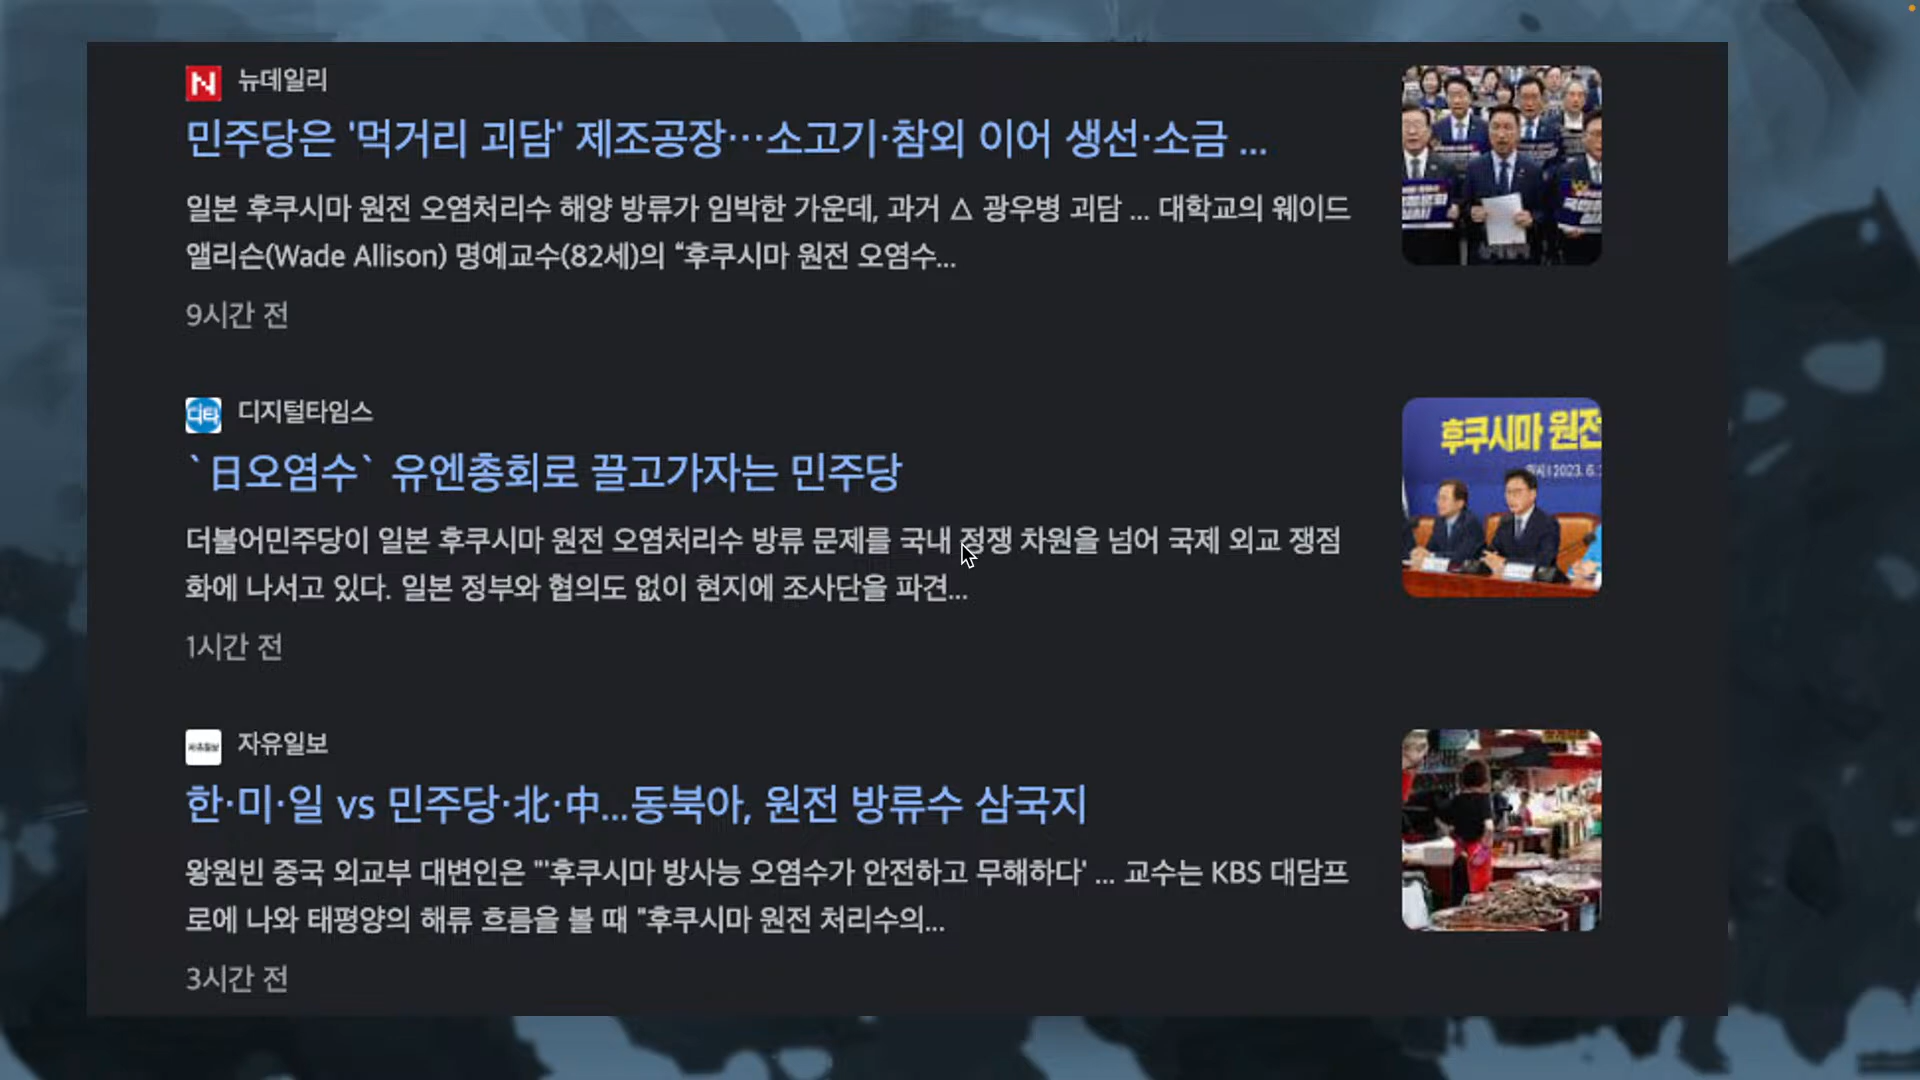 뉴데일리
민주당은 '먹거리 괴담' 제조공장…소고기·참외 이어 생선·소금 ...
일본 후쿠시마 원전 오염처리수 해양 방류가 임박한 가운데, 과거 △ 광우병 괴담 ... 대학교의 웨이드
앨리슨(Wade Allison) 명예교수(82세)의 “후쿠시마 원전 오염수...
9시간 전
디타
디지털타임스
`日오염수` 유엔총회로 끌고가자는 민주당
더불어민주당이 일본 후쿠시마 원전 오염처리수 방류 문제를 국내 정쟁 차원을 넘어 국제 외교 쟁점
화에 나서고 있다. 일본 정부와 협의도 없이 현지에 조사단을 파견...
1시간 전
후쿠시마 원전
2023. 6.
자유일보
자유일보
한·미·일 vs 민주당·北·中...동북아, 원전 방류수 삼국지
왕원빈 중국 외교부 대변인은 "'후쿠시마 방사능 오염수가 안전하고 무해하다' ... 교수는 KBS 대담프
로에 나와 태평양의 해류 흐름을 볼 때 "후쿠시마 원전 처리수의...
3시간 전